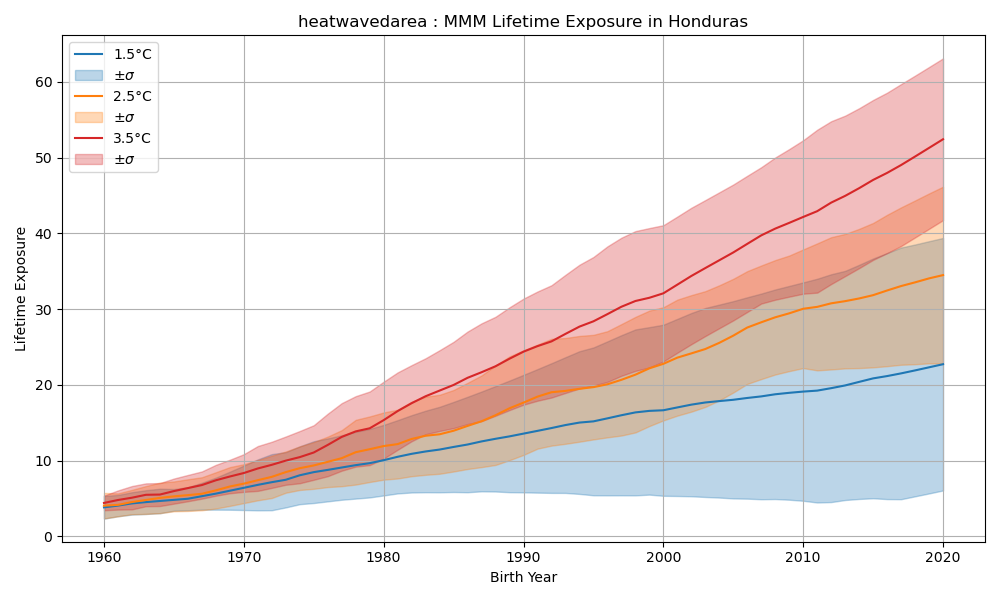 heatwavedarea : MMM Lifetime Exposure in Honduras
1.5°C
±σ
2.5°C
±σ
3.5°C
±σ
Lifetime Exposure
60
50
40
30
20
10
0
1960
1970
1980
1990
2000
2010
2020
Birth Year